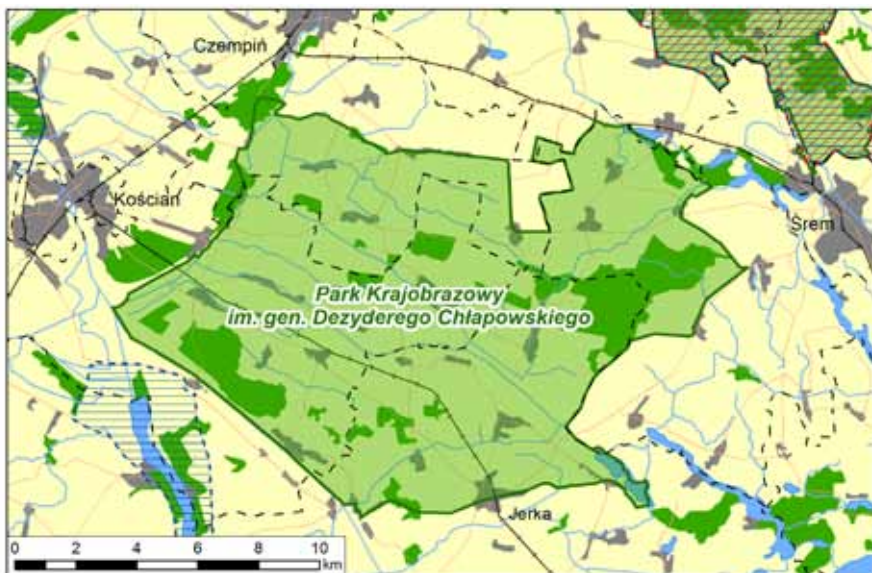 Czempiń
Kościan
Śrem
Park Krajobrazowy
im. gen. Dezyderego Chłapowskiego
Jerka
0 2 4 6 8 10
km